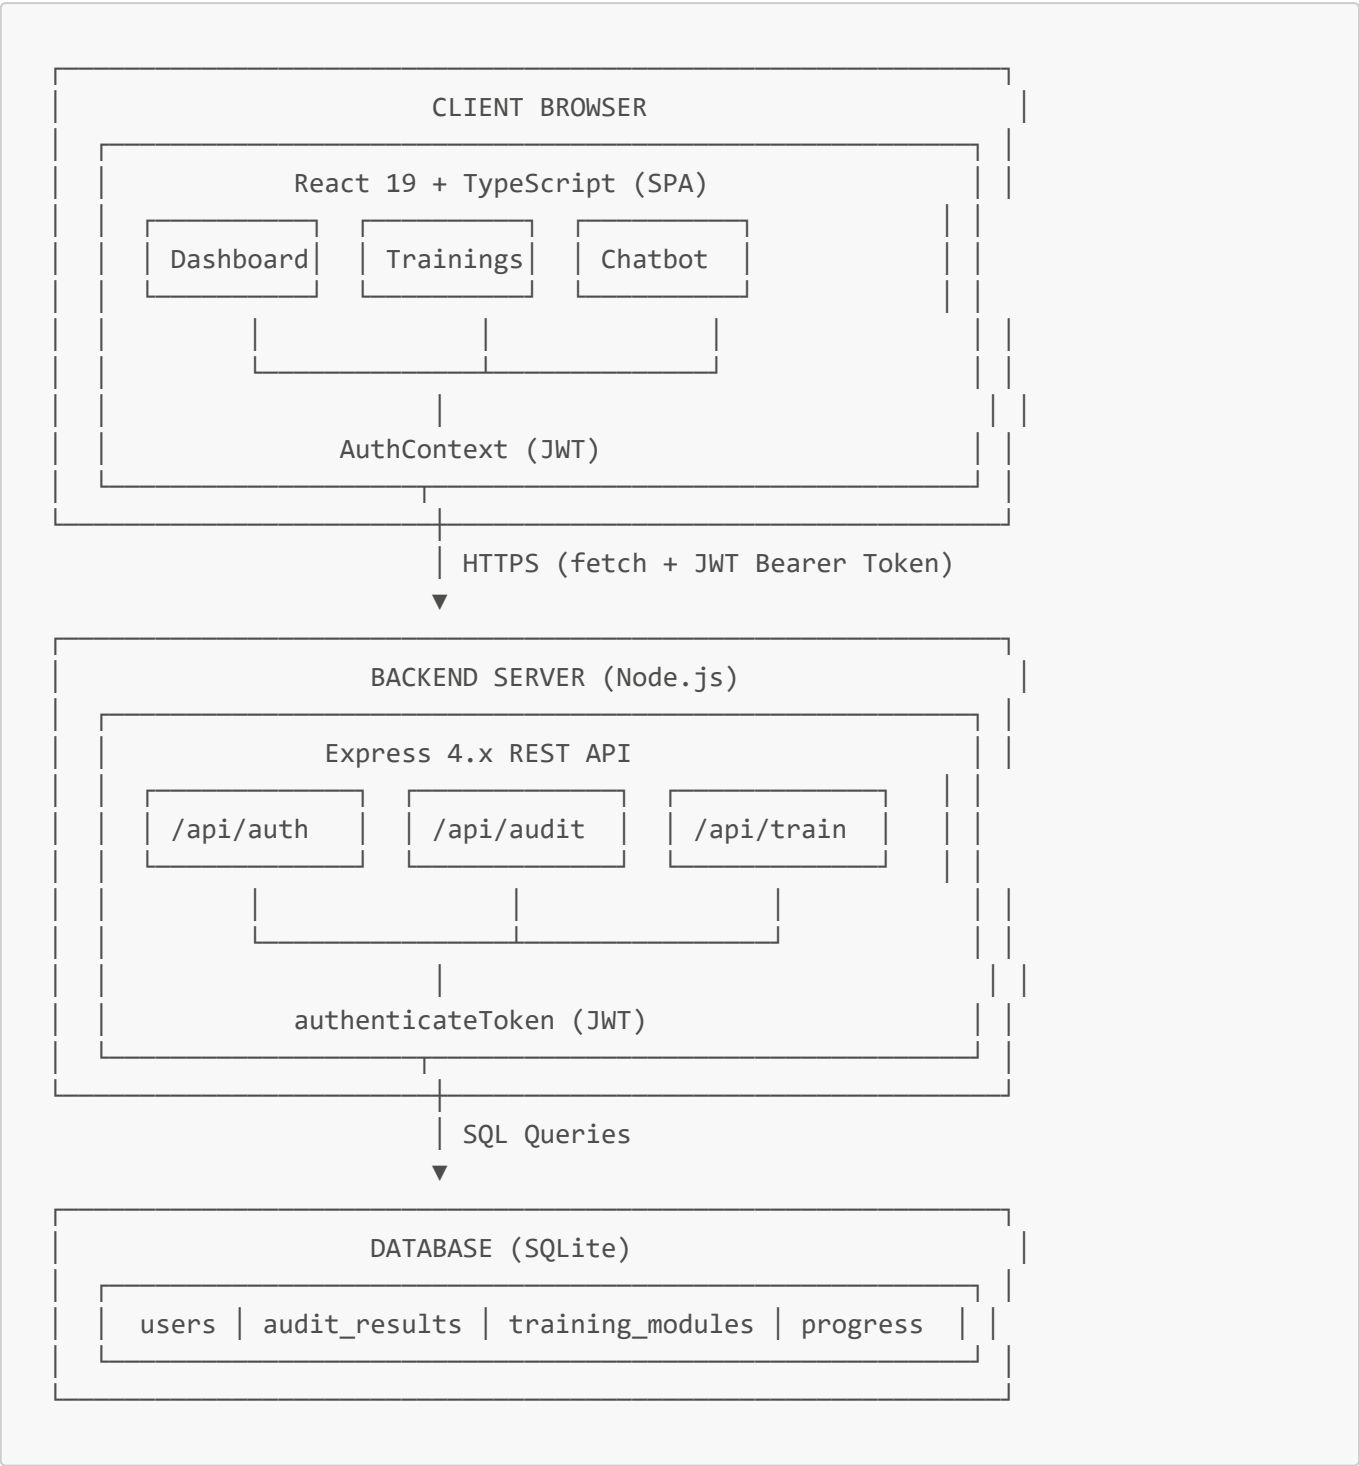 CLIENT BROWSER
React 19 + TypeScript (SPA)
Dashboard Trainings Chatbot
AuthContext (JWT)
HTTPS (fetch + JWT Bearer Token)
BACKEND SERVER (Node.js)
Express 4.x REST API
/api/auth /api/audit /api/train
authenticateToken (JWT)
SQL Queries
DATABASE (SQLite)
users │ audit_results │ training_modules │ progress